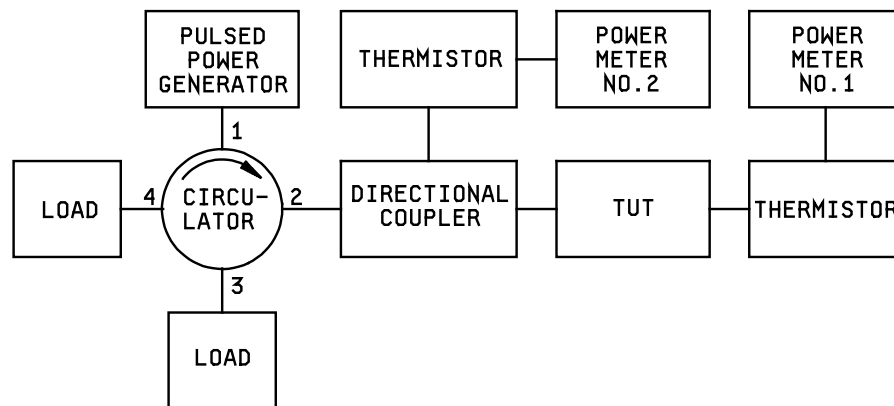 PULSED
POWER
GENERATOR
THERMISTOR
POWER
METER
NO.2
POWER
METER
NO.1
1
LOAD
4
CIRCU-
LATOR
2
DIRECTIONAL
COUPLER
TUT
THERMISTOR
3
LOAD